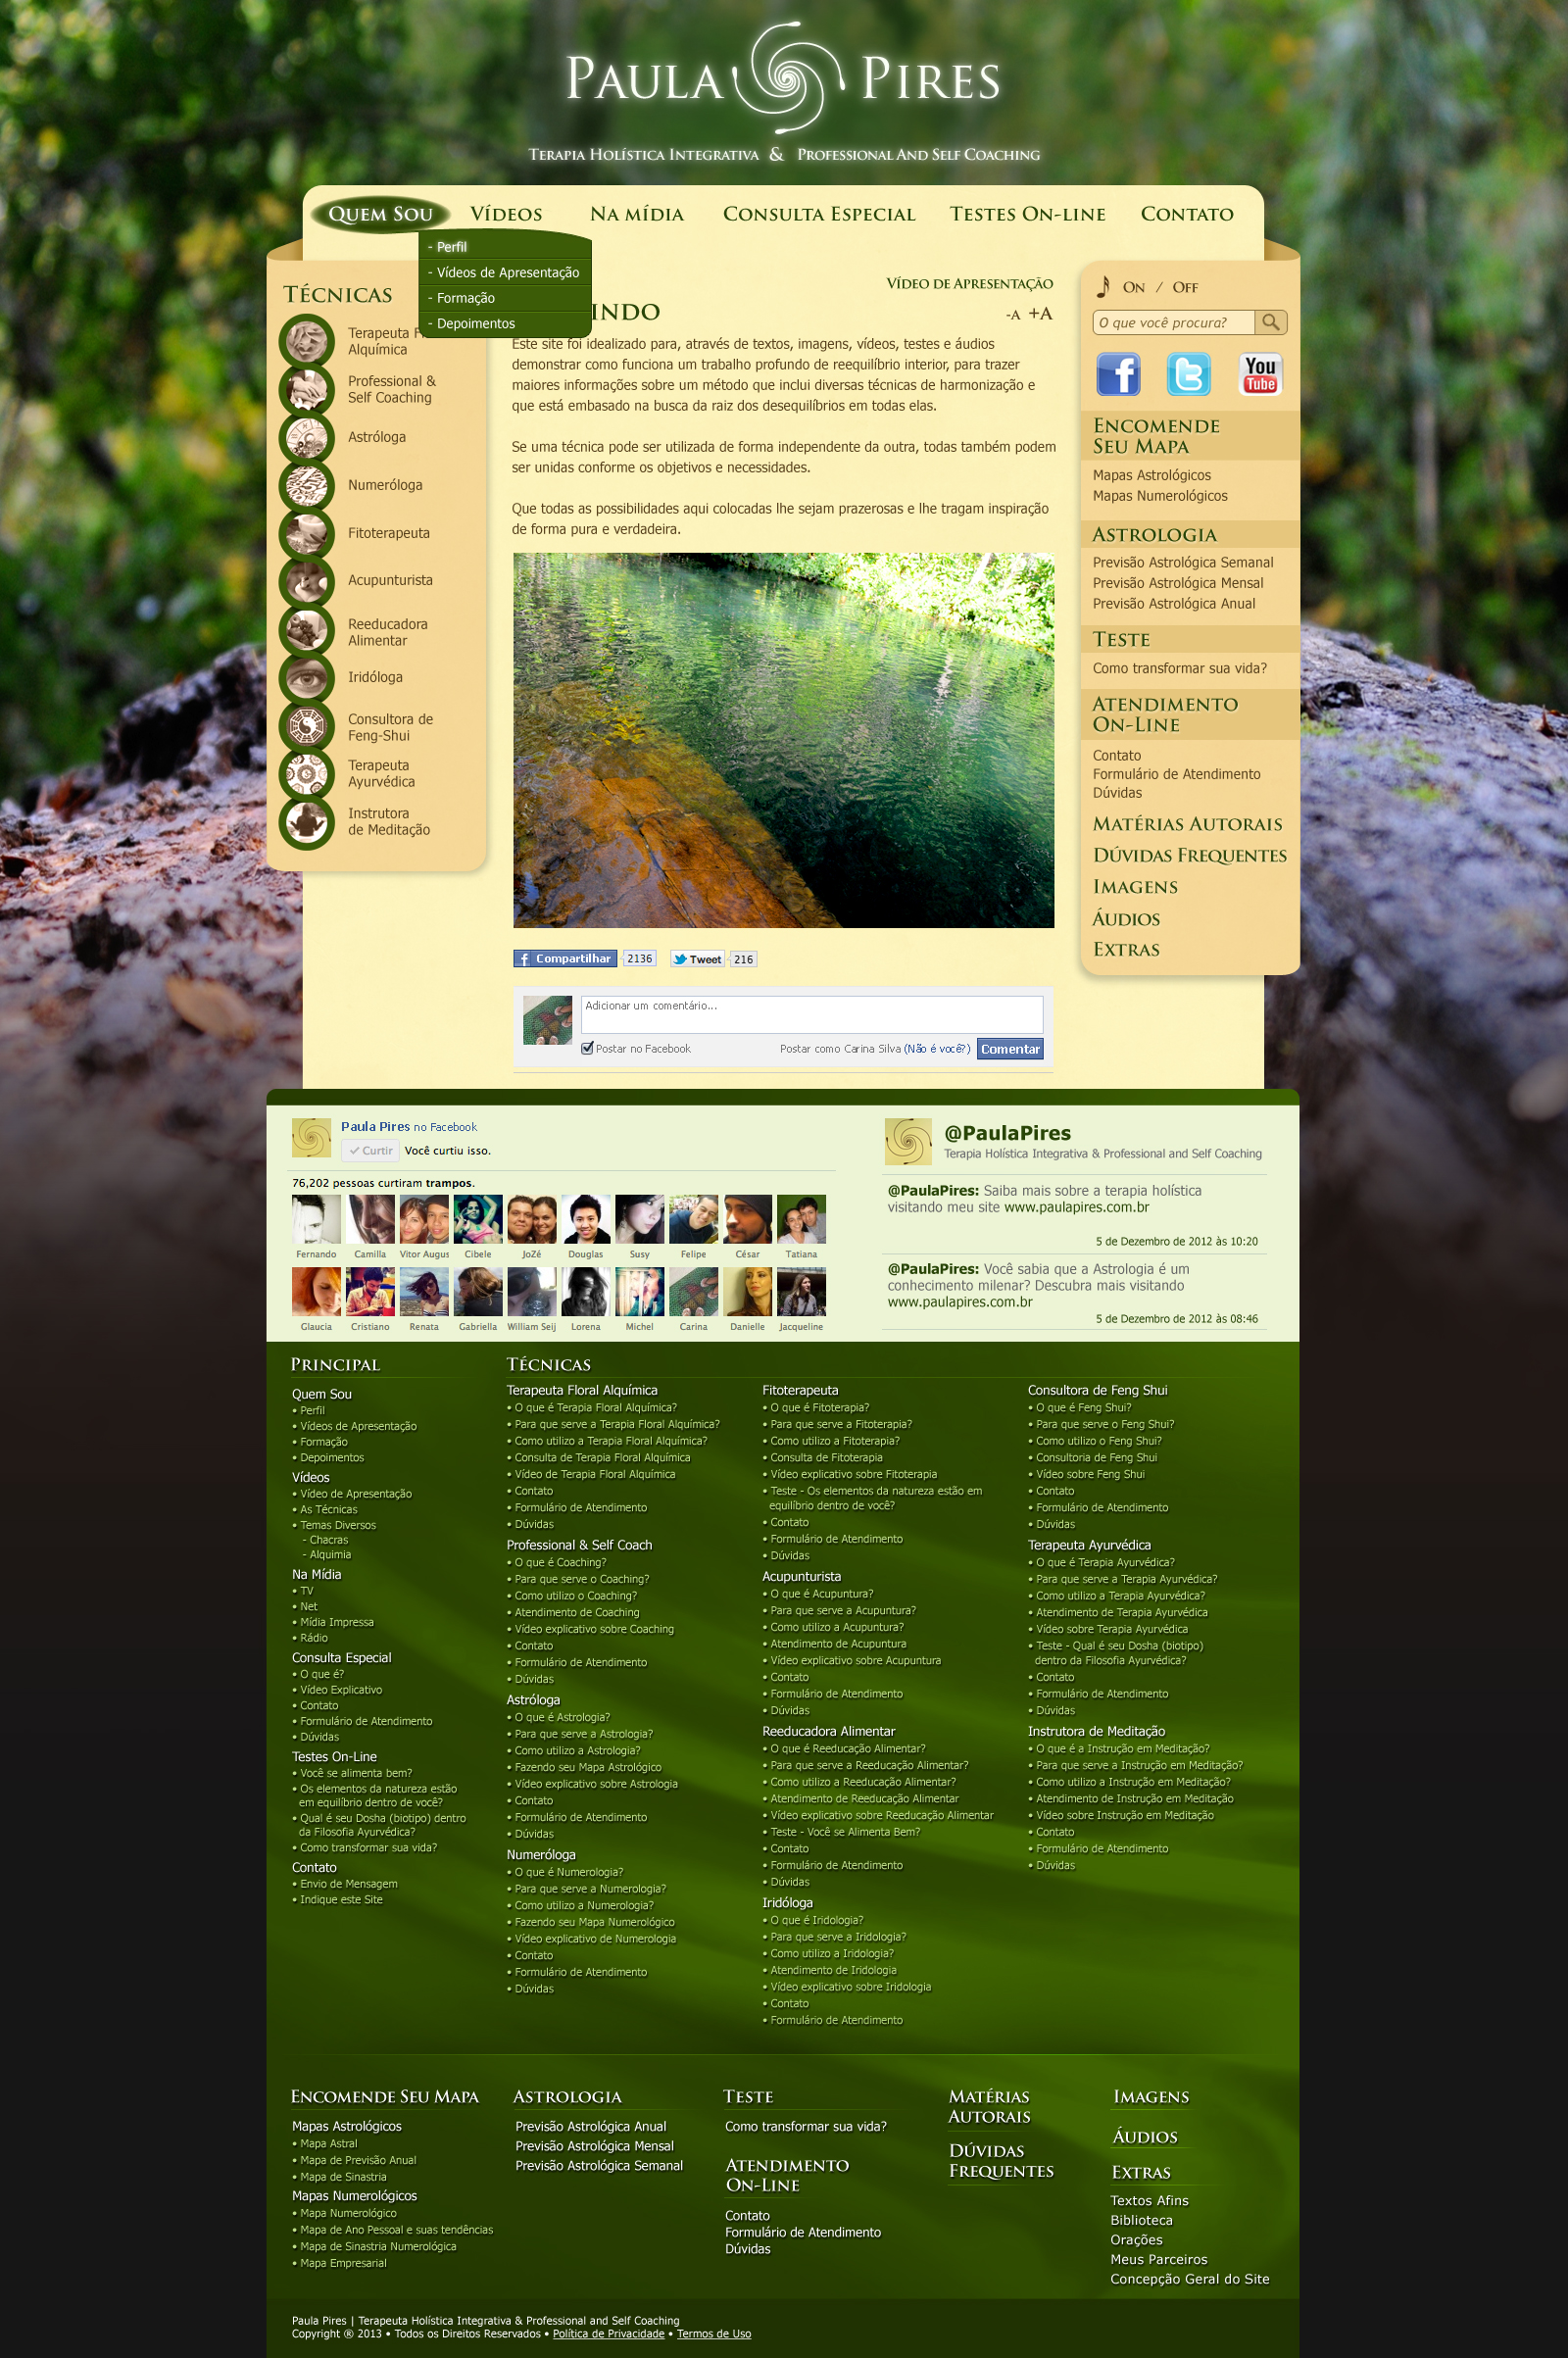 PAULA PIRES
TERAPIA HOLÍSTICA INTEGRATIVA & PROFESSIONAL AND SELF COACHING
QUEM SOU
VÍDEOS
NA MÍDIA
CONSULTA ESPECIAL
TESTES ON-LINE
CONTATO
- Perfil
- Vídeos de Apresentação
- Formação
- Depoimentos
TÉCNICAS
Terapeuta
Alquímica
Professional &
Self Coaching
Astróloga
Numeróloga
Fitoterapeuta
Acupunturista
Reeducadora
Alimentar
Iridóloga
Consultora de
Feng-Shui
Terapeuta
Ayurvédica
Instrutora
de Meditação
VÍDEO DE APRESENTAÇÃO
INDO
-A +A
Este site foi idealizado para, através de textos, imagens, vídeos, testes e áudios
demonstrar como funciona um trabalho profundo de reequilíbrio interior, para trazer
maiores informações sobre um método que inclui diversas técnicas de harmonização e
que está embasado na busca da raiz dos desequilíbrios em todas elas.
Se uma técnica pode ser utilizada de forma independente da outra, todas também podem
ser unidas conforme os objetivos e necessidades.
Que todas as possibilidades aqui colocadas lhe sejam prazerosas e lhe tragam inspiração
de forma pura e verdadeira.
f Compartilhar 2136 Tweet 216
Adicionar um comentário...
Postar no Facebook
Postar como Carina Silva (Não é você?) Comentar
ON / OFF
O que você procura?
f t You Tube
ENCOMENDE
SEU MAPA
Mapas Astrológicos
Mapas Numerológicos
ASTROLOGIA
Previsão Astrológica Semanal
Previsão Astrológica Mensal
Previsão Astrológica Anual
TESTE
Como transformar sua vida?
ATENDIMENTO
ON-LINE
Contato
Formulário de Atendimento
Dúvidas
MATÉRIAS AUTORAIS
DÚVIDAS FREQUENTES
IMAGENS
ÁUDIOS
EXTRAS
Paula Pires no Facebook
Curtir Você curtiu isso.
76,202 pessoas curtiram trampos.
Fernando Camilla Vitor Augus Cibele JoZé Douglas Susy Felipe César Tatiana
Glaucia Cristiano Renata Gabriella William Seij Lorena Michel Carina Danielle Jacqueline
@PaulaPires
Terapia Holística Integrativa & Professional and Self Coaching
@PaulaPires: Saiba mais sobre a terapia holística
visitando meu site www.paulapires.com.br
5 de Dezembro de 2012 às 10:20
@PaulaPires: Você sabia que a Astrologia é um
conhecimento milenar? Descubra mais visitando
www.paulapires.com.br
5 de Dezembro de 2012 às 08:46
PRINCIPAL
Quem Sou
• Perfil
• Vídeos de Apresentação
• Formação
• Depoimentos
Vídeos
• Vídeo de Apresentação
• As Técnicas
• Temas Diversos
- Chacras
- Alquimia
Na Mídia
• TV
• Net
• Mídia Impressa
• Rádio
Consulta Especial
• O que é?
• Vídeo Explicativo
• Contato
• Formulário de Atendimento
• Dúvidas
Testes On-Line
• Você se alimenta bem?
• Os elementos da natureza estão
em equilíbrio dentro de você?
• Qual é seu Dosha (biotipo) dentro
da Filosofia Ayurvédica?
• Como transformar sua vida?
Contato
• Envio de Mensagem
• Indique este Site
TÉCNICAS
Terapeuta Floral Alquímica
• O que é Terapia Floral Alquímica?
• Para que serve a Terapia Floral Alquímica?
• Como utilizo a Terapia Floral Alquímica?
• Consulta de Terapia Floral Alquímica
• Vídeo de Terapia Floral Alquímica
• Contato
• Formulário de Atendimento
• Dúvidas
Professional & Self Coach
• O que é Coaching?
• Para que serve o Coaching?
• Como utilizo o Coaching?
• Atendimento de Coaching
• Vídeo explicativo sobre Coaching
• Contato
• Formulário de Atendimento
• Dúvidas
Astróloga
• O que é Astrologia?
• Para que serve a Astrologia?
• Como utilizo a Astrologia?
• Fazendo seu Mapa Astrológico
• Vídeo explicativo sobre Astrologia
• Contato
• Formulário de Atendimento
• Dúvidas
Numeróloga
• O que é Numerologia?
• Para que serve a Numerologia?
• Como utilizo a Numerologia?
• Fazendo seu Mapa Numerológico
• Vídeo explicativo de Numerologia
• Contato
• Formulário de Atendimento
• Dúvidas
Fitoterapeuta
• O que é Fitoterapia?
• Para que serve a Fitoterapia?
• Como utilizo a Fitoterapia?
• Consulta de Fitoterapia
• Vídeo explicativo sobre Fitoterapia
• Teste - Os elementos da natureza estão em
equilíbrio dentro de você?
• Contato
• Formulário de Atendimento
• Dúvidas
Acupunturista
• O que é Acupuntura?
• Para que serve a Acupuntura?
• Como utilizo a Acupuntura?
• Atendimento de Acupuntura
• Vídeo explicativo sobre Acupuntura
• Contato
• Formulário de Atendimento
• Dúvidas
Reeducadora Alimentar
• O que é Reeducação Alimentar?
• Para que serve a Reeducação Alimentar?
• Como utilizo a Reeducação Alimentar?
• Atendimento de Reeducação Alimentar
• Vídeo explicativo sobre Reeducação Alimentar
• Teste - Você se Alimenta Bem?
• Contato
• Formulário de Atendimento
• Dúvidas
Iridóloga
• O que é Iridologia?
• Para que serve a Iridologia?
• Como utilizo a Iridologia?
• Atendimento de Iridologia
• Vídeo explicativo sobre Iridologia
• Contato
• Formulário de Atendimento
Consultora de Feng Shui
• O que é Feng Shui?
• Para que serve o Feng Shui?
• Como utilizo o Feng Shui?
• Consultoria de Feng Shui
• Vídeo sobre Feng Shui
• Contato
• Formulário de Atendimento
• Dúvidas
Terapeuta Ayurvédica
• O que é Terapia Ayurvédica?
• Para que serve a Terapia Ayurvédica?
• Como utilizo a Terapia Ayurvédica?
• Atendimento de Terapia Ayurvédica
• Vídeo sobre Terapia Ayurvédica
• Teste - Qual é seu Dosha (biotipo)
dentro da Filosofia Ayurvédica?
• Contato
• Formulário de Atendimento
• Dúvidas
Instrutora de Meditação
• O que é a Instrução em Meditação?
• Para que serve a Instrução em Meditação?
• Como utilizo a Instrução em Meditação?
• Atendimento de Instrução em Meditação
• Vídeo sobre Instrução em Meditação
• Contato
• Formulário de Atendimento
• Dúvidas
ENCOMENDE SEU MAPA
Mapas Astrológicos
• Mapa Astral
• Mapa de Previsão Anual
• Mapa de Sinastria
Mapas Numerológicos
• Mapa Numerológico
• Mapa de Ano Pessoal e suas tendências
• Mapa de Sinastria Numerológica
• Mapa Empresarial
ASTROLOGIA
Previsão Astrológica Anual
Previsão Astrológica Mensal
Previsão Astrológica Semanal
TESTE
Como transformar sua vida?
ATENDIMENTO
ON-LINE
Contato
Formulário de Atendimento
Dúvidas
MATÉRIAS
AUTORAIS
DÚVIDAS
FREQUENTES
IMAGENS
ÁUDIOS
EXTRAS
Textos Afins
Biblioteca
Orações
Meus Parceiros
Concepção Geral do Site
Paula Pires | Terapeuta Holística Integrativa & Professional and Self Coaching
Copyright ® 2013 • Todos os Direitos Reservados • Política de Privacidade • Termos de Uso